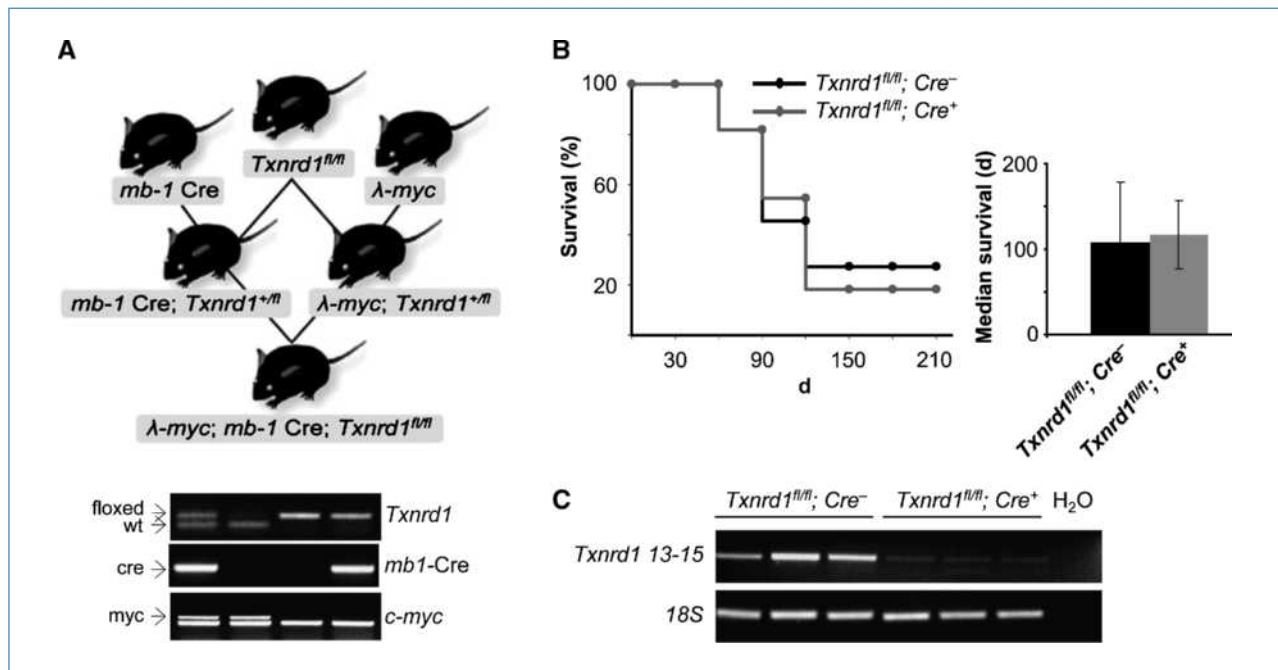 A
Txnrd1fl/fl
mb-1 Cre
λ-myc
mb-1 Cre; Txnrd1+/fl
λ-myc; Txnrd1+/fl
λ-myc; mb-1 Cre; Txnrd1fl/fl
floxed
wt
Txnrd1
cre
mb1-Cre
myc
c-myc
B
100
60
20
Survival (%)
30
90
150
210
d
Txnrd1fl/fl; Cre–
Txnrd1fl/fl; Cre+
200
100
0
Median survival (d)
Txnrd1fl/fl; Cre–
Txnrd1fl/fl; Cre+
C
Txnrd1fl/fl; Cre– Txnrd1fl/fl; Cre+ H2O
Txnrd1 13-15
18S